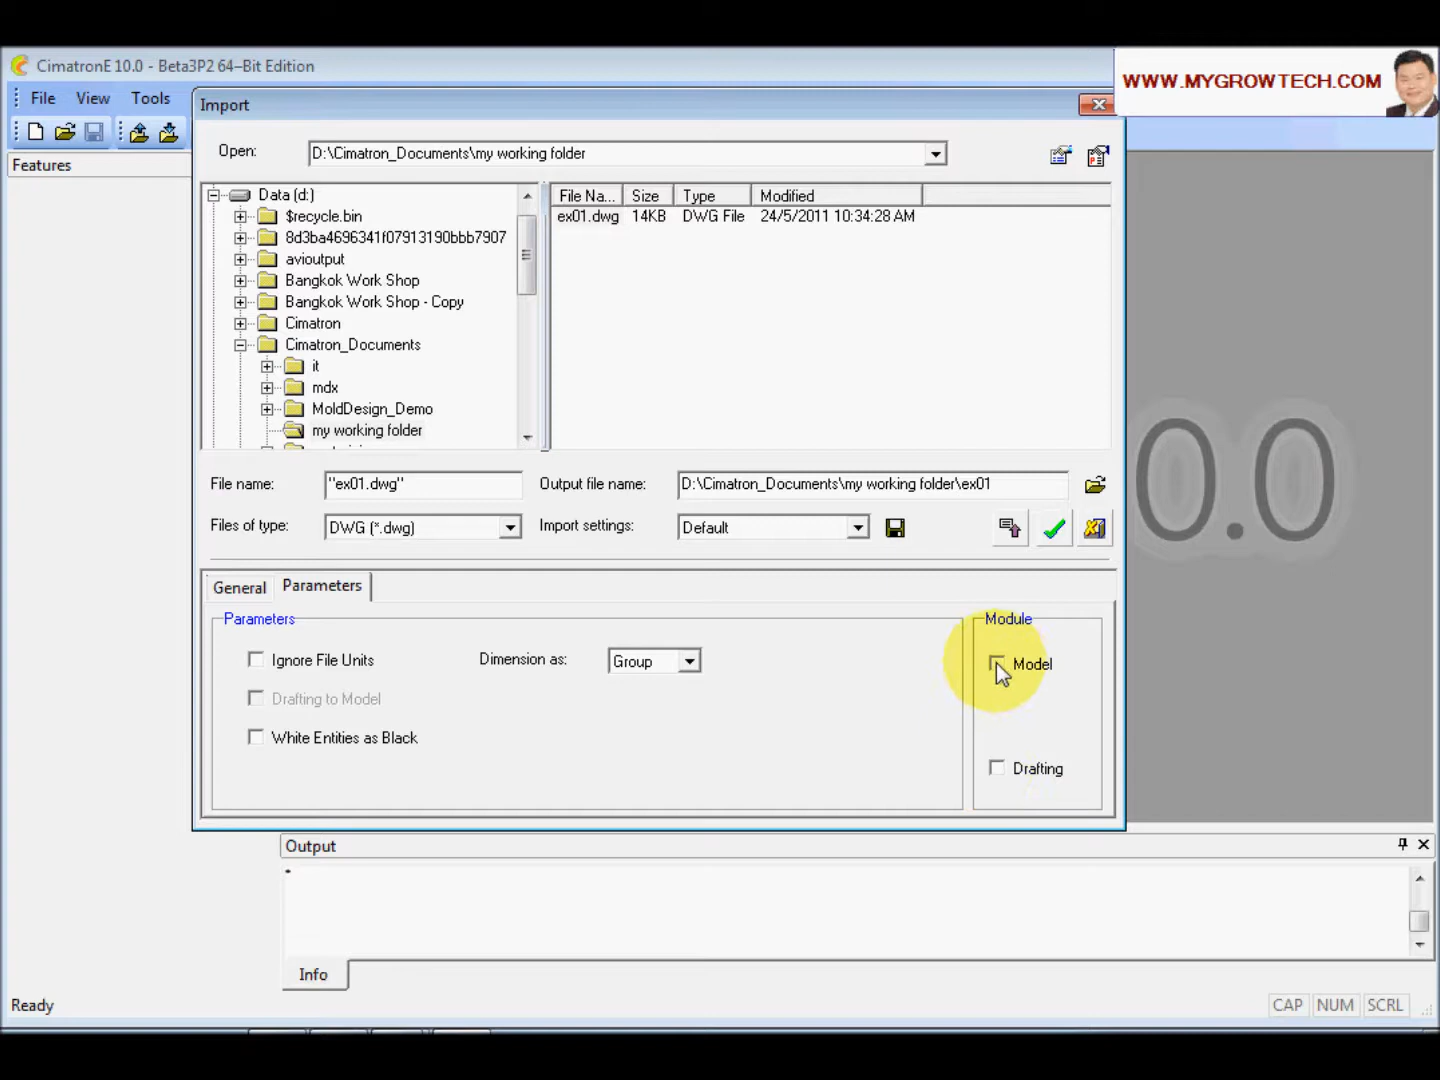 CimatronE 10.0 - Beta3P2 64–Bit Edition
WWW.MYGROWTECH.COM
File View Tools
Import
Features
Open: D:\Cimatron_Documents\my working folder
Data (d:)
$recycle.bin
8d3ba4696341f07913190bbb7907
avioutput
Bangkok Work Shop
Bangkok Work Shop - Copy
Cimatron
Cimatron_Documents
it
mdx
MoldDesign_Demo
my working folder
File Na... Size Type Modified
ex01.dwg 14KB DWG File 24/5/2011 10:34:28 AM
0.0
File name: "ex01.dwg" Output file name: D:\Cimatron_Documents\my working folder\ex01
Files of type: DWG (*.dwg) Import settings: Default
General Parameters
Parameters Module
Ignore File Units Dimension as: Group Model
Drafting to Model
White Entities as Black
Drafting
Output
Info
Ready CAP NUM SCRL